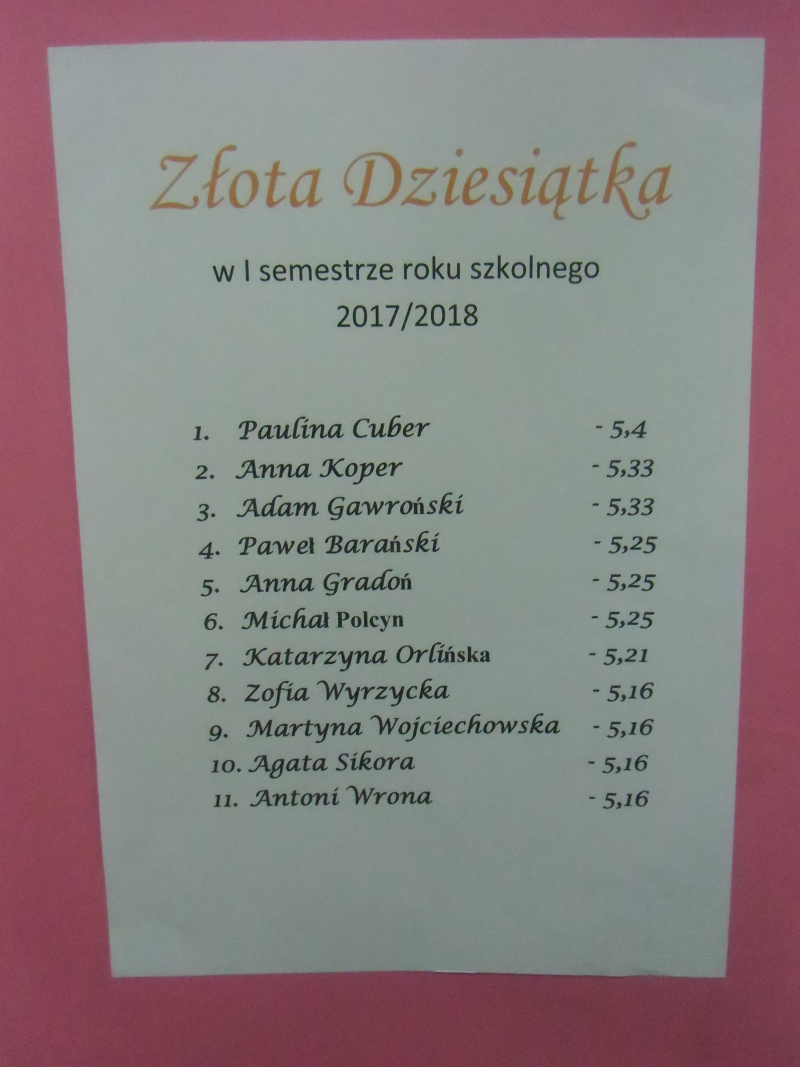 Złota Dziesiątka
w I semestrze roku szkolnego
2017/2018
1. Paulina Cuber - 5,4
2. Anna Koper - 5,33
3. Adam Gawroński - 5,33
4. Paweł Barański - 5,25
5. Anna Gradoń - 5,25
6. Michał Polcyn - 5,25
7. Katarzyna Orlińska - 5,21
8. Zofia Wyrzycka - 5,16
9. Martyna Wojciechowska - 5,16
10. Agata Sikora - 5,16
11. Antoni Wrona - 5,16